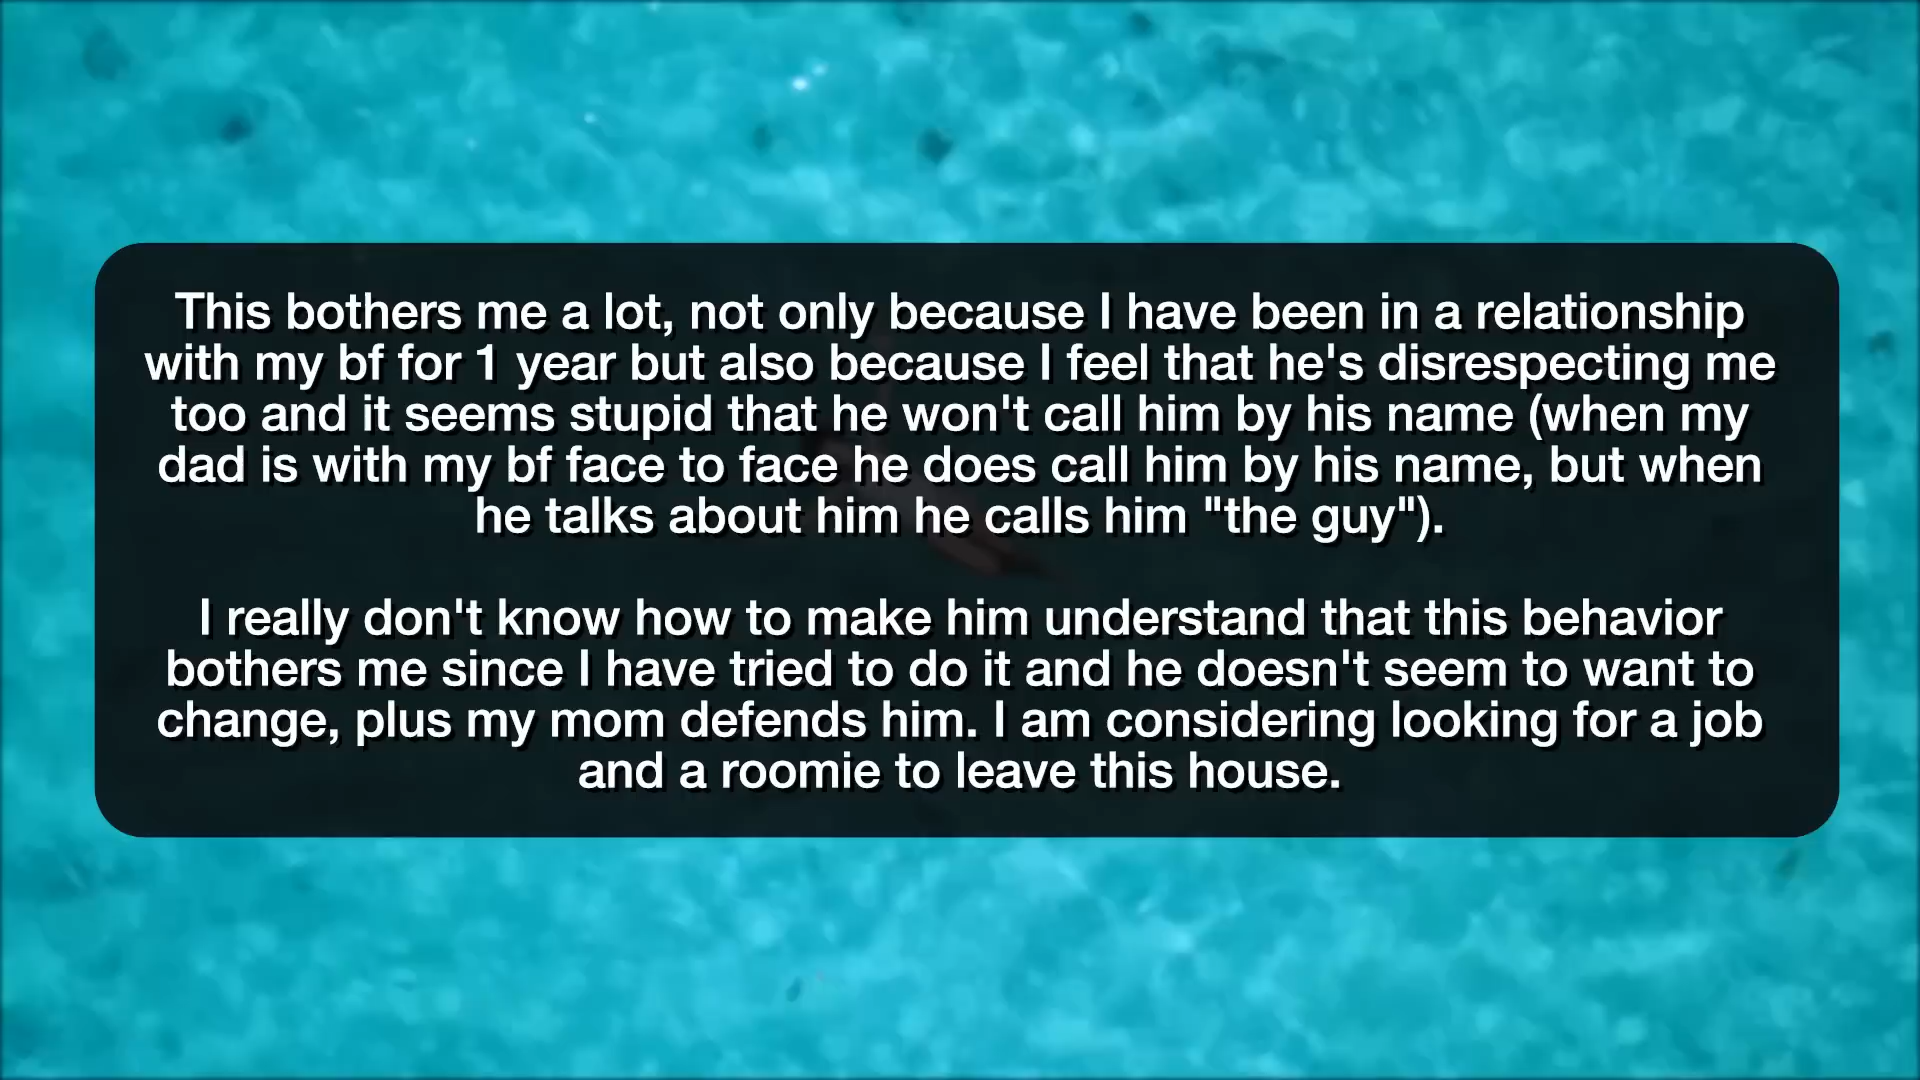 This bothers me a lot, not only because I have been in a relationship
with my bf for 1 year but also because I feel that he's disrespecting me
too and it seems stupid that he won't call him by his name (when my
dad is with my bf face to face he does call him by his name, but when
he talks about him he calls him "the guy").
I really don't know how to make him understand that this behavior
bothers me since I have tried to do it and he doesn't seem to want to
change, plus my mom defends him. I am considering looking for a job
and a roomie to leave this house.